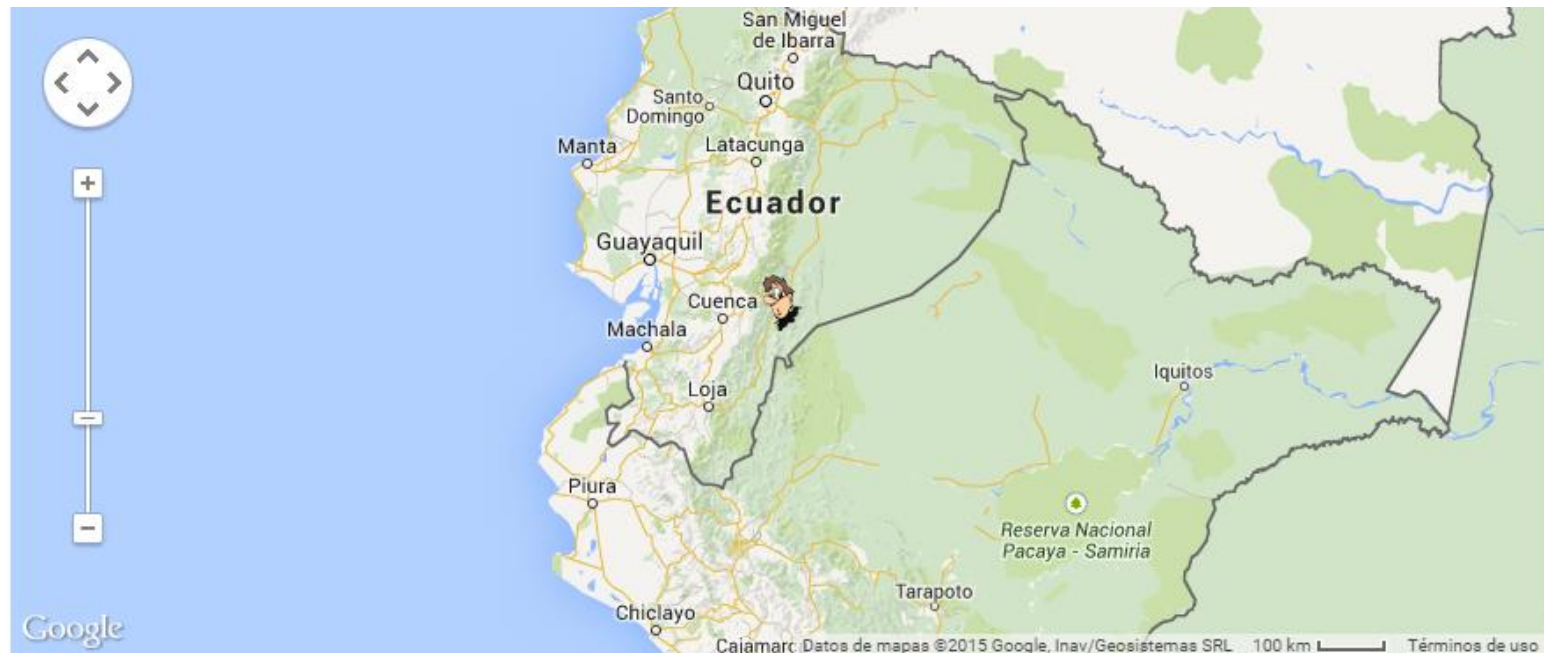 San Miguel
de Ibarra
Quito
Santo
Domingo
Manta
Latacunga
Ecuador
Guayaquil
Cuenca
Machala
Loja
Iquitos
Piura
Reserva Nacional
Pacaya - Samiria
Tarapoto
Chiclayo
Google
Cajamarc Datos de mapas ©2015 Google, Inav/Geosistemas SRL 100 km Términos de uso